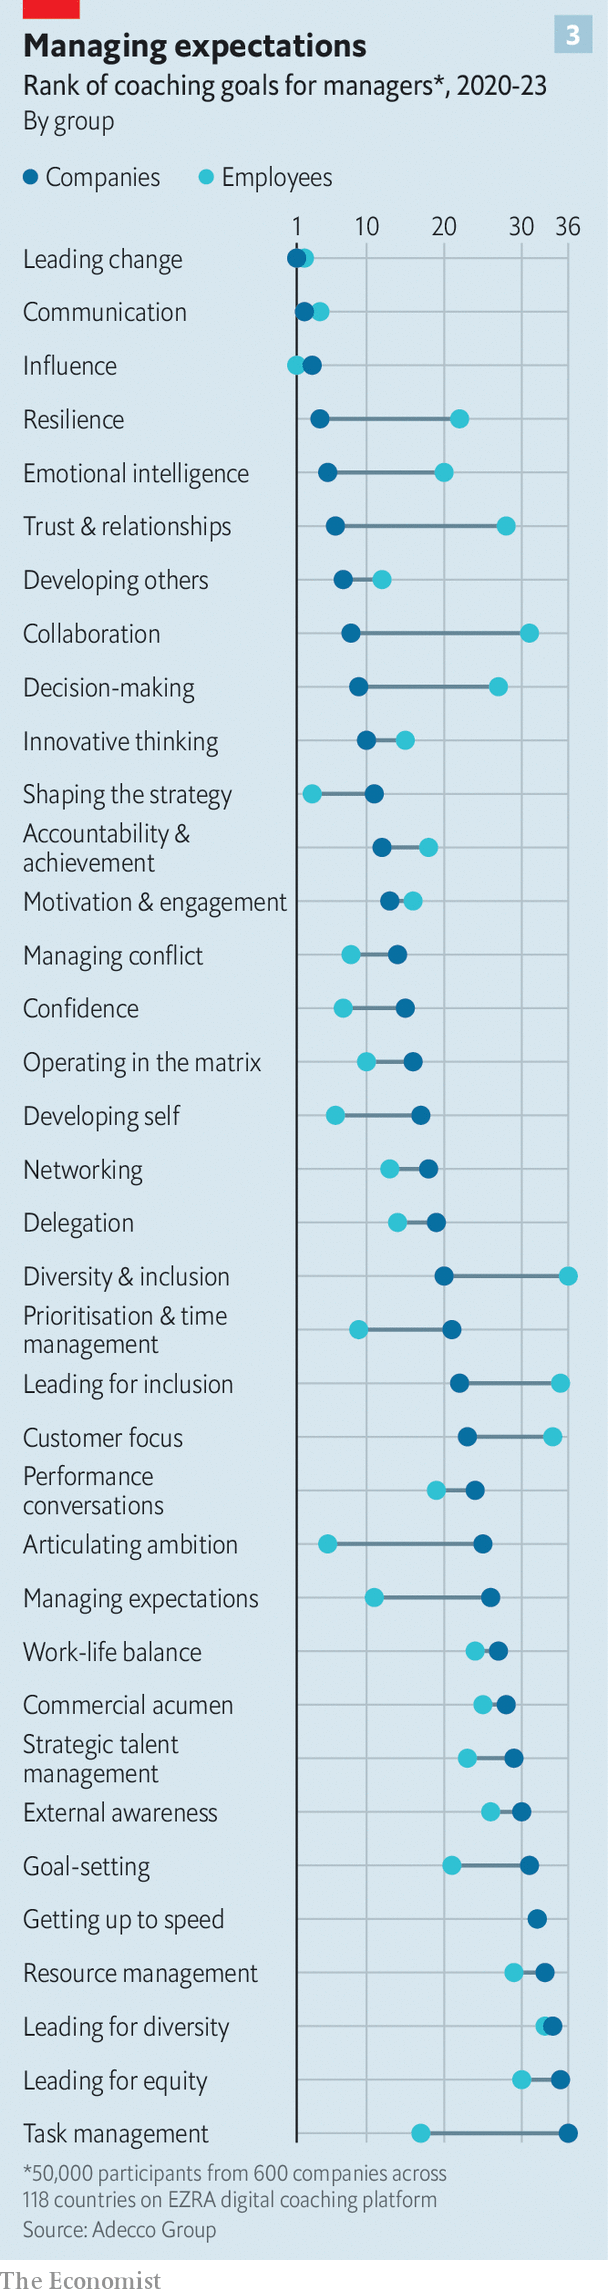 3
Managing expectations
Rank of coaching goals for managers*, 2020-23
By group
Companies Employees
1 10 20 30 36
Leading change
Communication
Influence
Resilience
Emotional intelligence
Trust & relationships
Developing others
Collaboration
Decision-making
Innovative thinking
Shaping the strategy
Accountability &
achievement
Motivation & engagement
Managing conflict
Confidence
Operating in the matrix
Developing self
Networking
Delegation
Diversity & inclusion
Prioritisation & time
management
Leading for inclusion
Customer focus
Performance
conversations
Articulating ambition
Managing expectations
Work-life balance
Commercial acumen
Strategic talent
management
External awareness
Goal-setting
Getting up to speed
Resource management
Leading for diversity
Leading for equity
Task management
*50,000 participants from 600 companies across
118 countries on EZRA digital coaching platform
Source: Adecco Group
The Economist